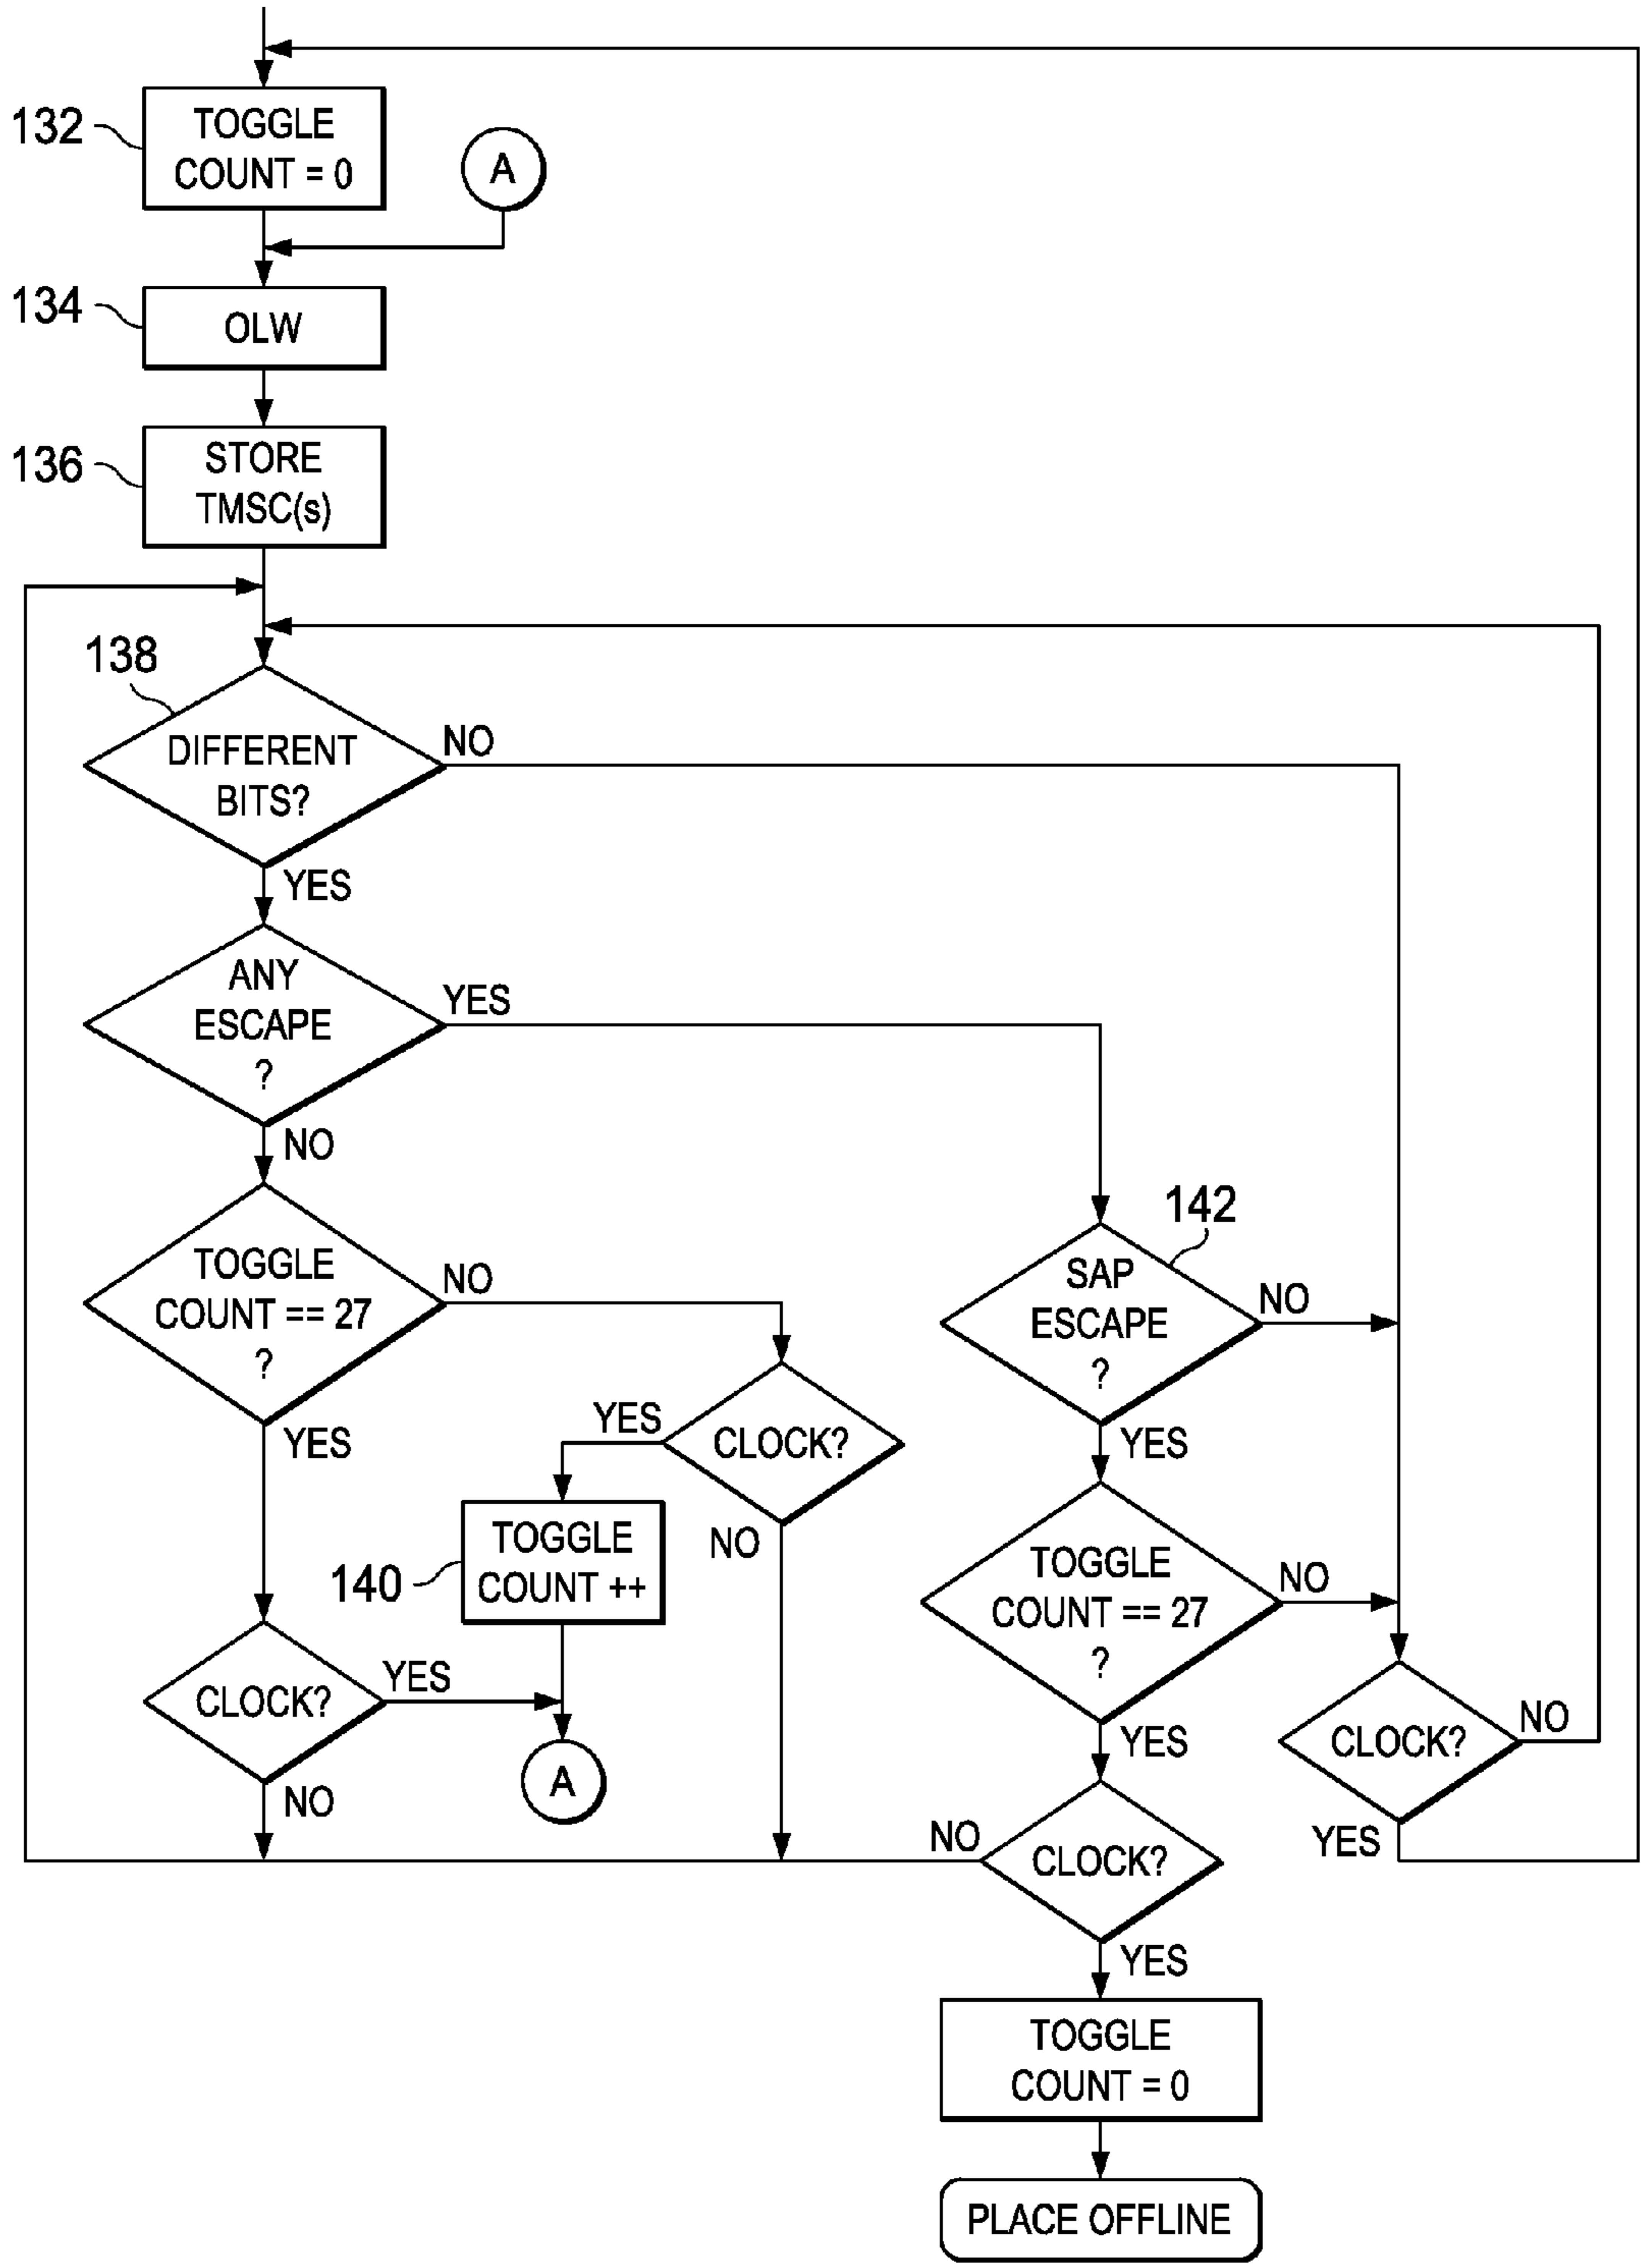 132
TOGGLE
COUNT = 0
A
134
OLW
136
STORE
TMSC(s)
138
DIFFERENT
BITS?
NO
YES
ANY
ESCAPE
?
YES
NO
TOGGLE
COUNT == 27
?
NO
YES
CLOCK?
YES
NO
140
TOGGLE
COUNT ++
CLOCK?
YES
NO
A
142
SAP
ESCAPE
?
NO
YES
TOGGLE
COUNT == 27
?
NO
YES
CLOCK?
NO
YES
CLOCK?
NO
YES
TOGGLE
COUNT = 0
PLACE OFFLINE